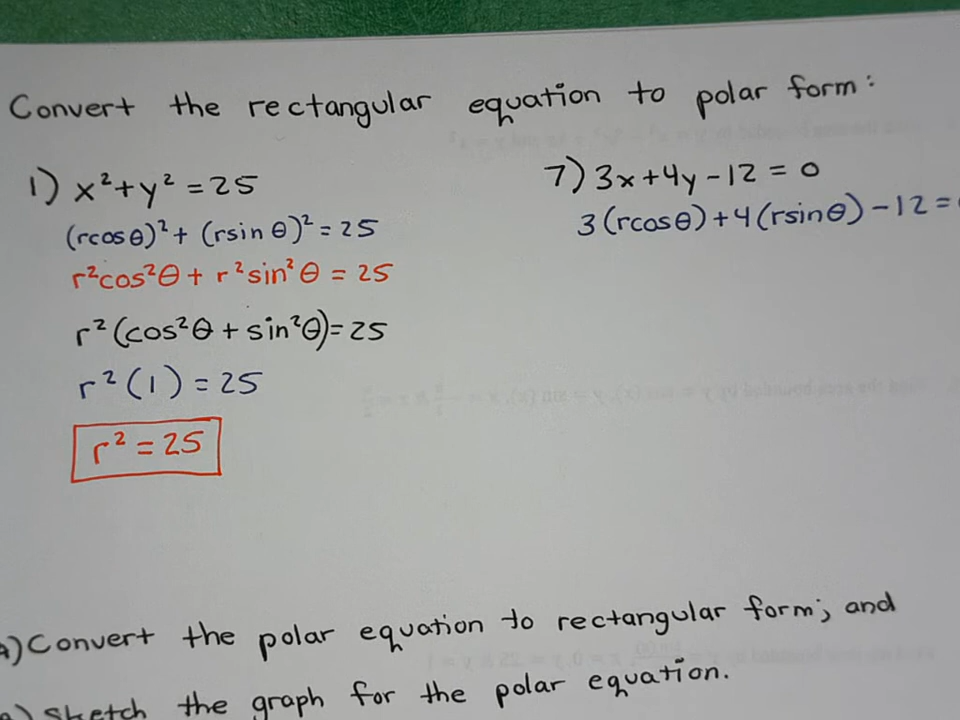 Convert the rectangular equation to polar form:
1) x² + y² = 25
(rcosθ)² + (rsin θ)² = 25
r²cos²θ + r²sin²θ = 25
r²(cos²θ + sin²θ) = 25
r²(1) = 25
r² = 25
7) 3x + 4y - 12 = 0
3(rcosθ) + 4(rsinθ) - 12 =
A) Convert the polar equation to rectangular form; and
Sketch the graph for the polar equation.